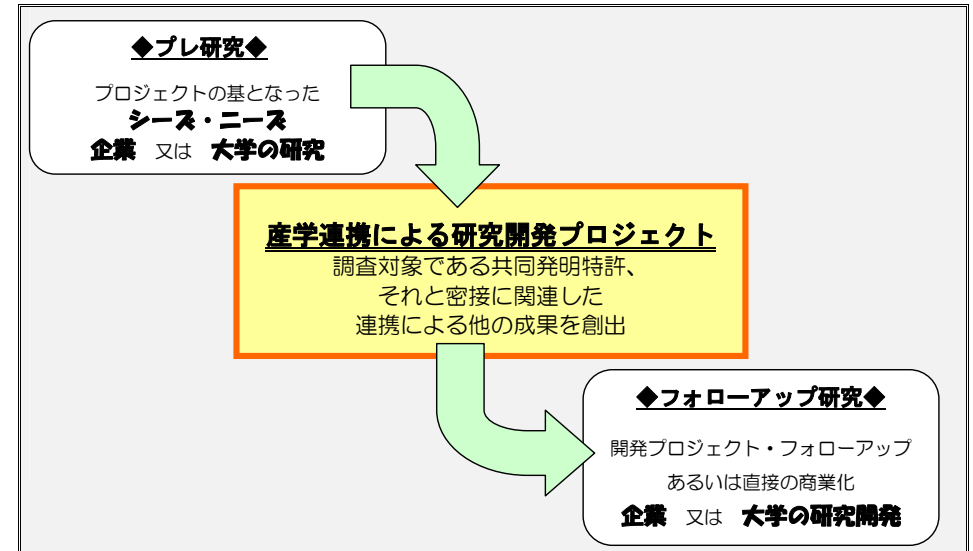 ◆プレ研究◆
プロジェクトの基となった
シーズ・ニーズ
企業 又は 大学の研究
産学連携による研究開発プロジェクト
調査対象である共同発明特許、
それと密接に関連した
連携による他の成果を創出
◆フォローアップ研究◆
開発プロジェクト・フォローアップ
あるいは直接の商業化
企業 又は 大学の研究開発